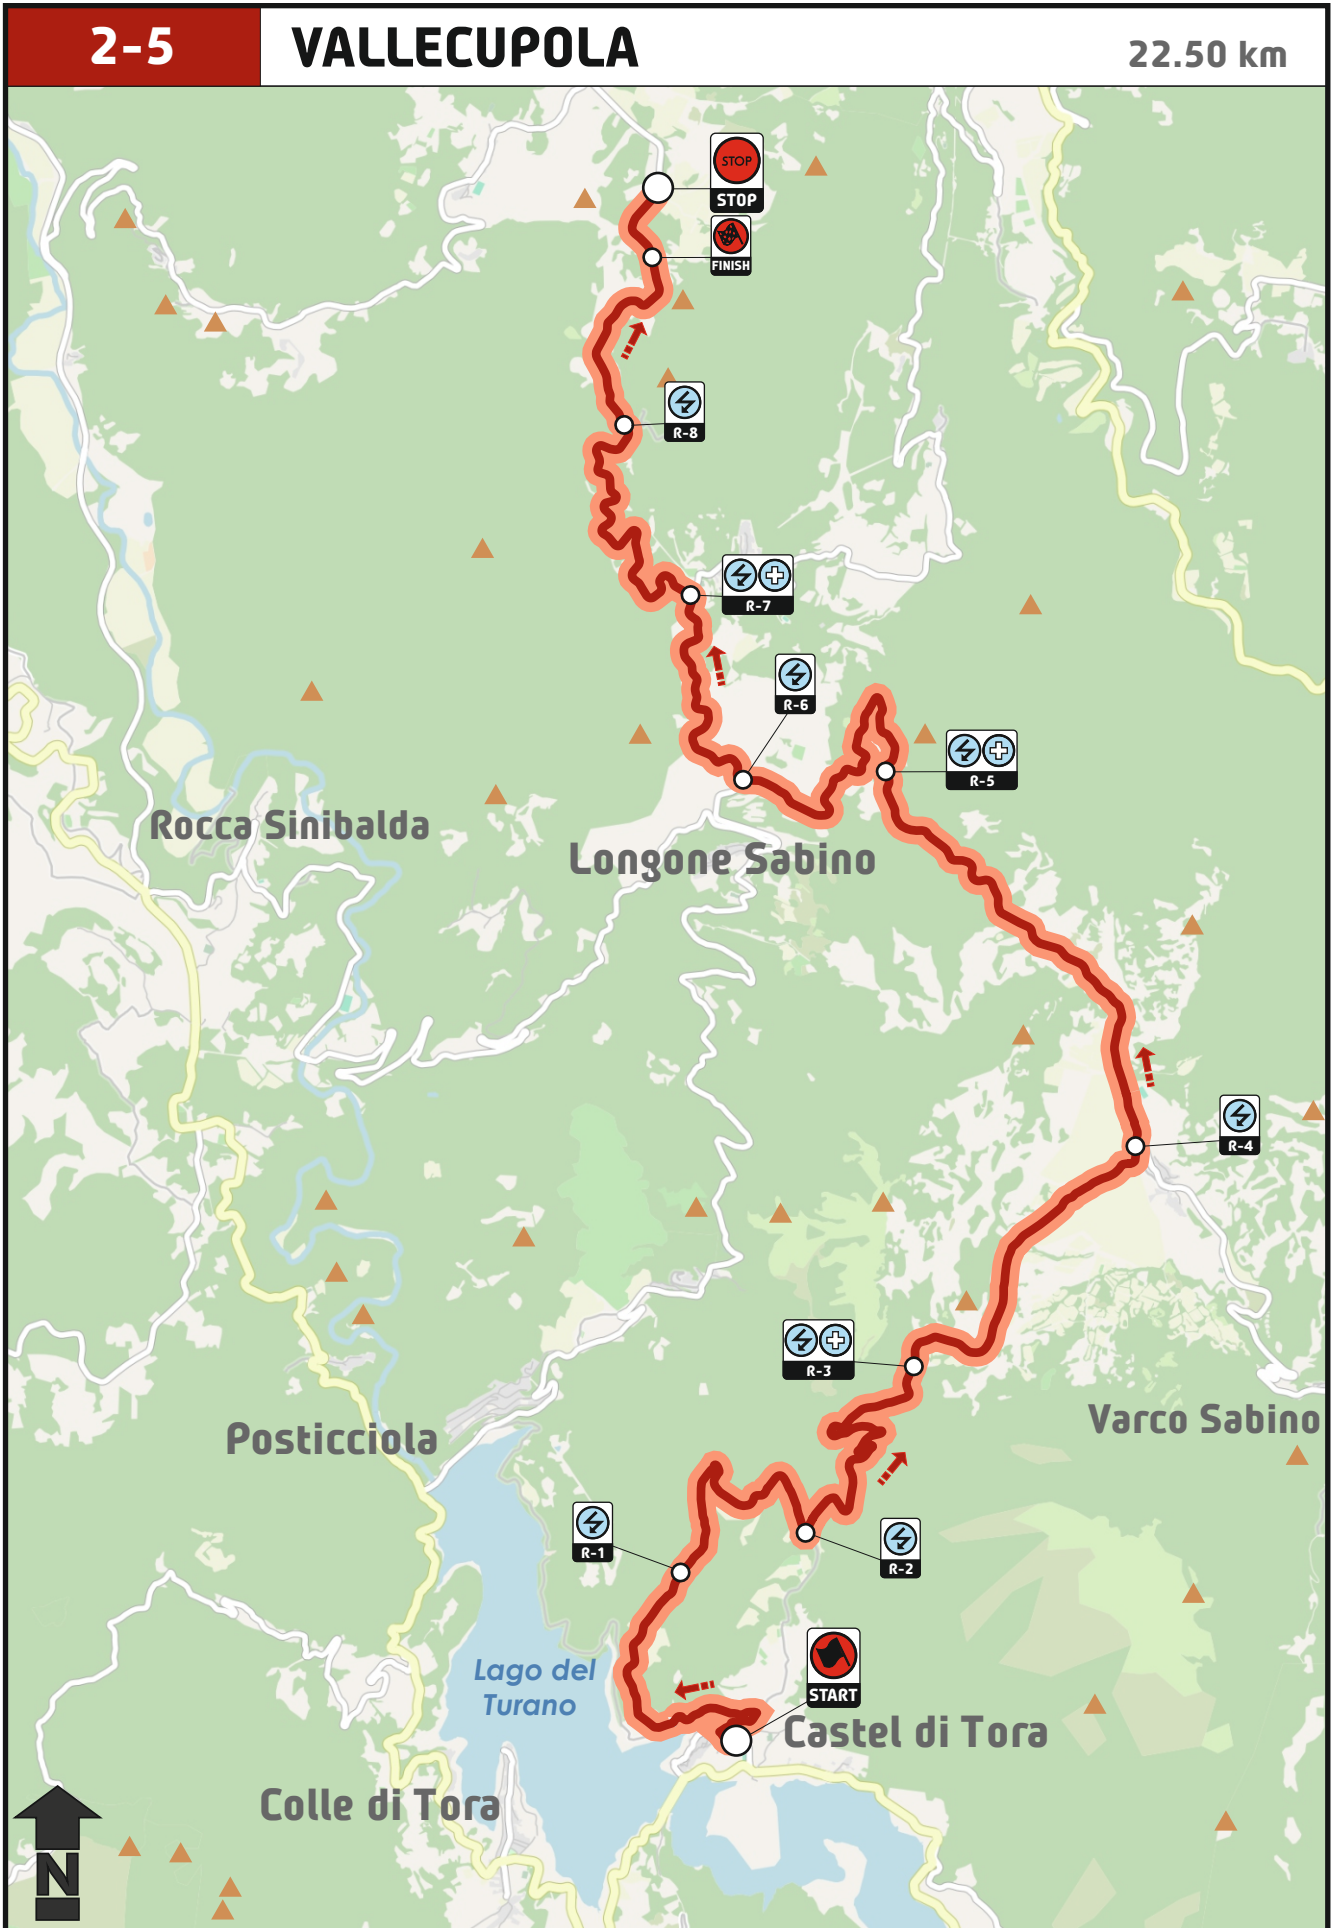 2-5
VALLECUPOLA
22.50 km
STOP
STOP
FINISH
R-8
R-7
R-6
R-5
Rocca Sinibalda
Longone Sabino
R-4
R-3
Varco Sabino
Posticciola
R-1
R-2
Lago del
Turano
START
Castel di Tora
Colle di Tora
N